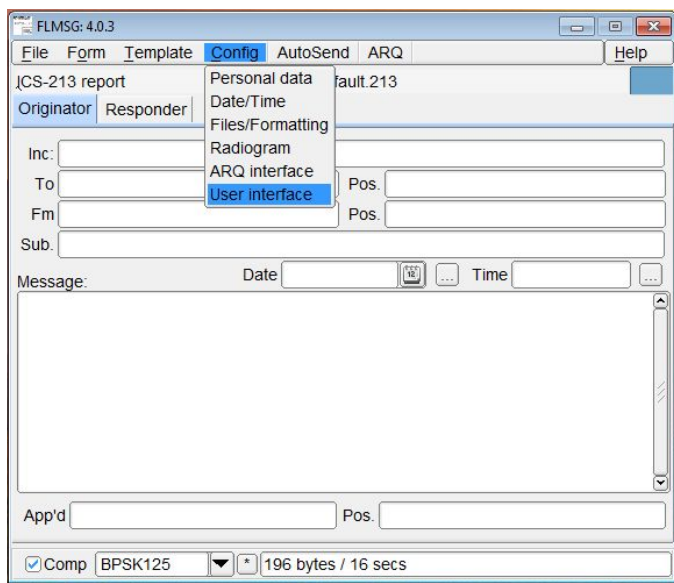 FLMSG: 4.0.3
File Form Template Config AutoSend ARQ Help
ICS-213 report fault.213
Originator Responder
Personal data
Date/Time
Files/Formatting
Radiogram
ARQ interface
User interface
Inc:
To Pos.
Fm Pos.
Sub.
Message: Date 12 ... Time ...
App'd Pos.
Comp BPSK125 * 196 bytes / 16 secs